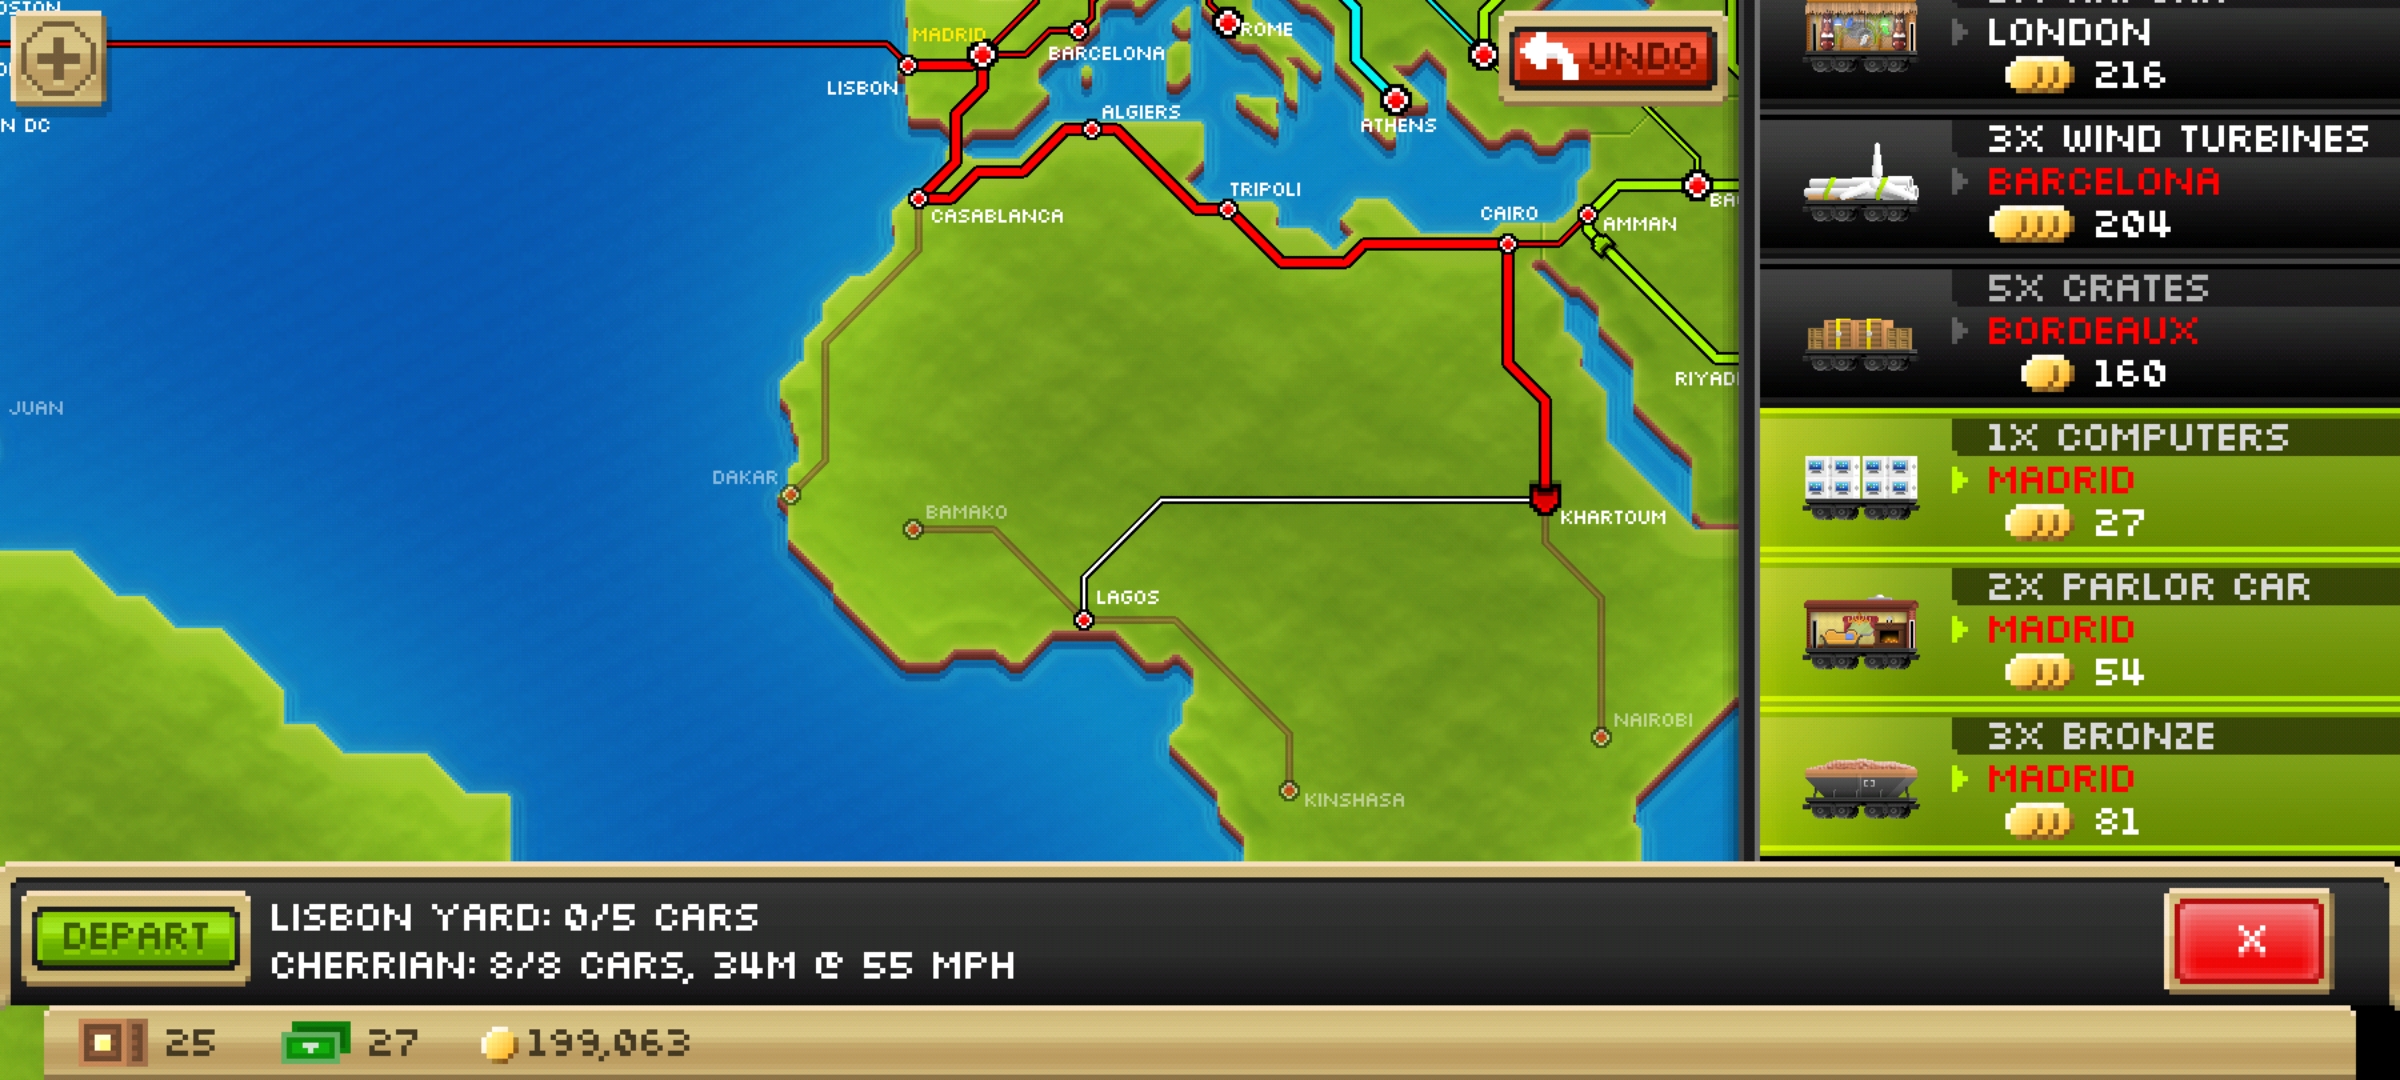 MADRID
ROME
BARCELONA
LISBON
UNDO
N DC
ALGIERS
ATHENS
TRIPOLI
CASABLANCA
CAIRO
AMMAN
RIYAD
JUAN
DAKAR
BAMAKO
KHARTOUM
LAGOS
NAIROBI
KINSHASA
LONDON
216
3X WIND TURBINES
BARCELONA
204
5X CRATES
BORDEAUX
160
1X COMPUTERS
MADRID
27
2X PARLOR CAR
MADRID
54
3X BRONZE
MADRID
81
DEPART
LISBON YARD: 0/5 CARS
CHERRIAN: 8/8 CARS, 34M @ 55 MPH
X
25
27
199,063